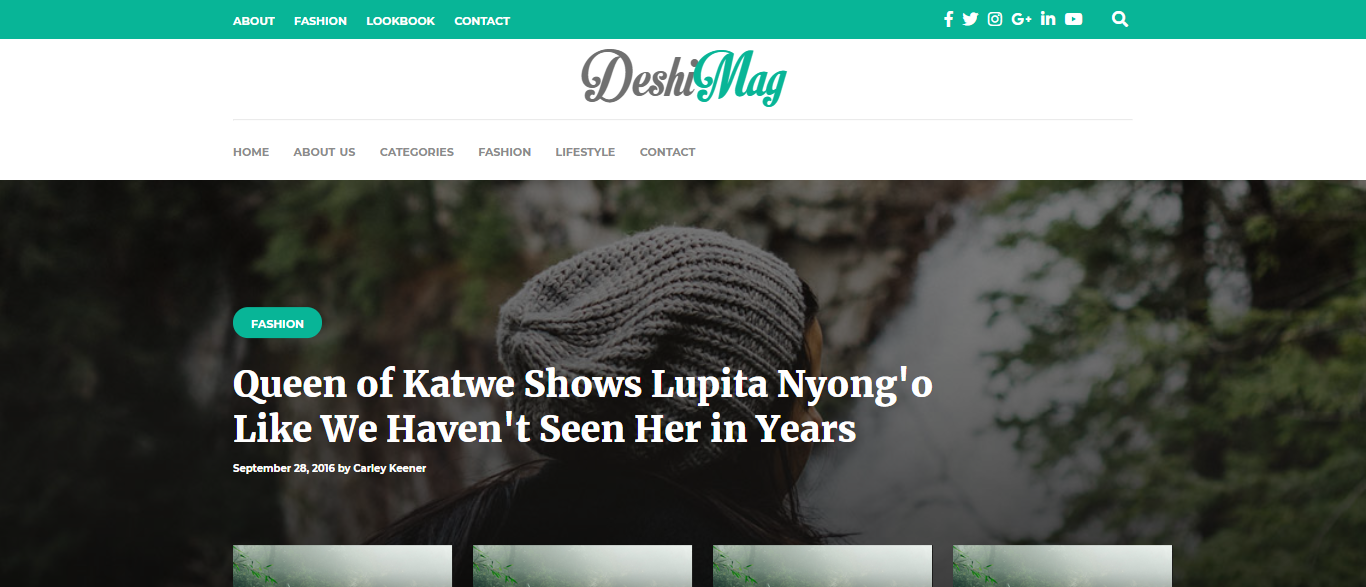 ABOUT FASHION LOOKBOOK CONTACT
DeshiMag
HOME ABOUT US CATEGORIES FASHION LIFESTYLE CONTACT
FASHION
Queen of Katwe Shows Lupita Nyong'o
Like We Haven't Seen Her in Years
September 28, 2016 by Carley Keener